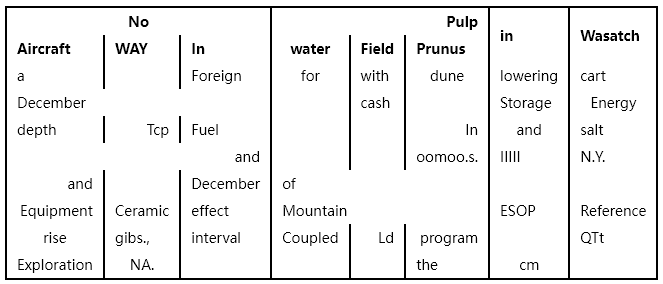 No Pulp in Wasatch
Aircraft WAY In water Field Prunus
a Foreign for with dune lowering cart
December cash Storage Energy
depth Tcp Fuel In and salt
and oomoo.s. IIIII N.Y.
and December of
Equipment Ceramic effect Mountain ESOP Reference
rise gibs., interval Coupled Ld program QTt
Exploration NA. the cm